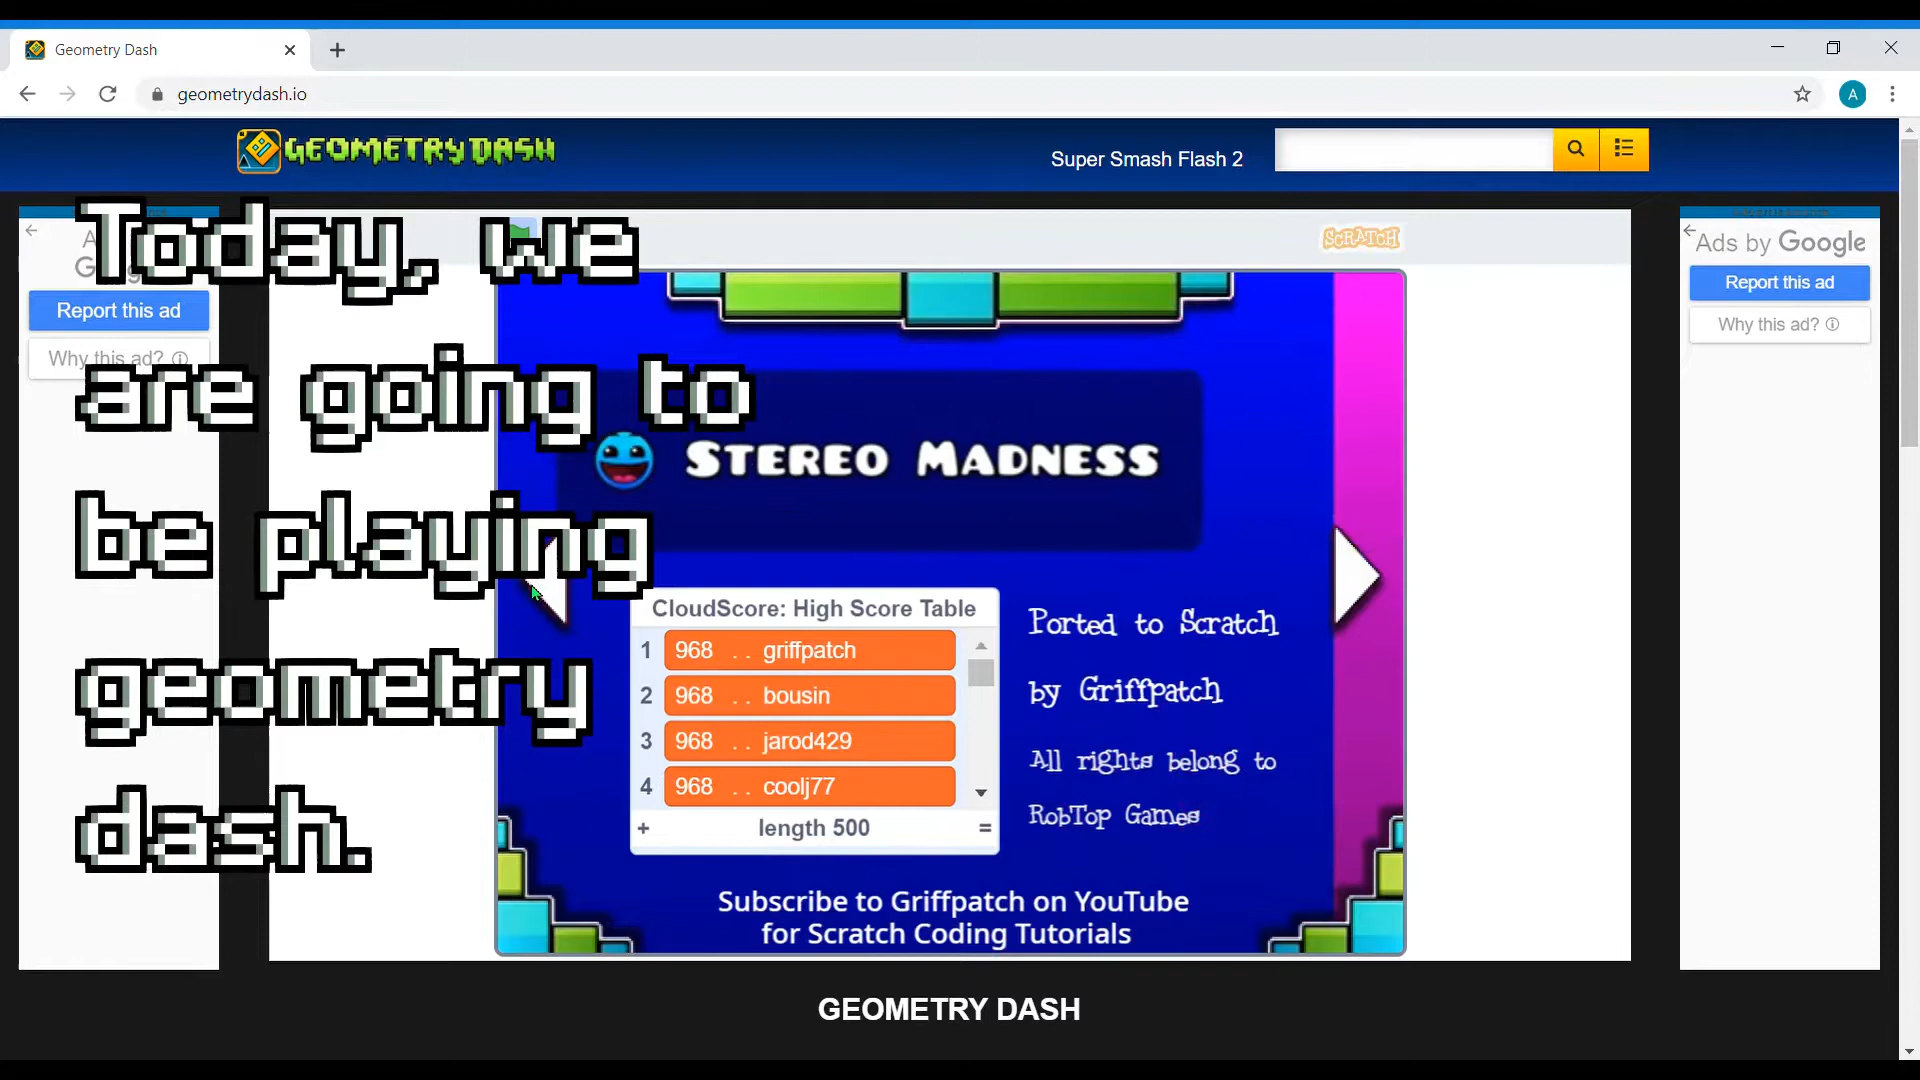 Geometry Dash
geometrydash.io
A
GEOMETRY DASH
Super Smash Flash 2
Today, we
are going to
be playing
geometry
dash.
Report this ad
Why this ad?
SCRATCH
Ads by Google
Report this ad
Why this ad?
STEREO MADNESS
CloudScore: High Score Table
1 968 .. griffpatch
2 968 .. bousin
3 968 .. jarod429
4 968 .. coolj77
+ length 500 =
Ported to Scratch
by Griffpatch
All rights belong to
RobTop Games
Subscribe to Griffpatch on YouTube
for Scratch Coding Tutorials
GEOMETRY DASH